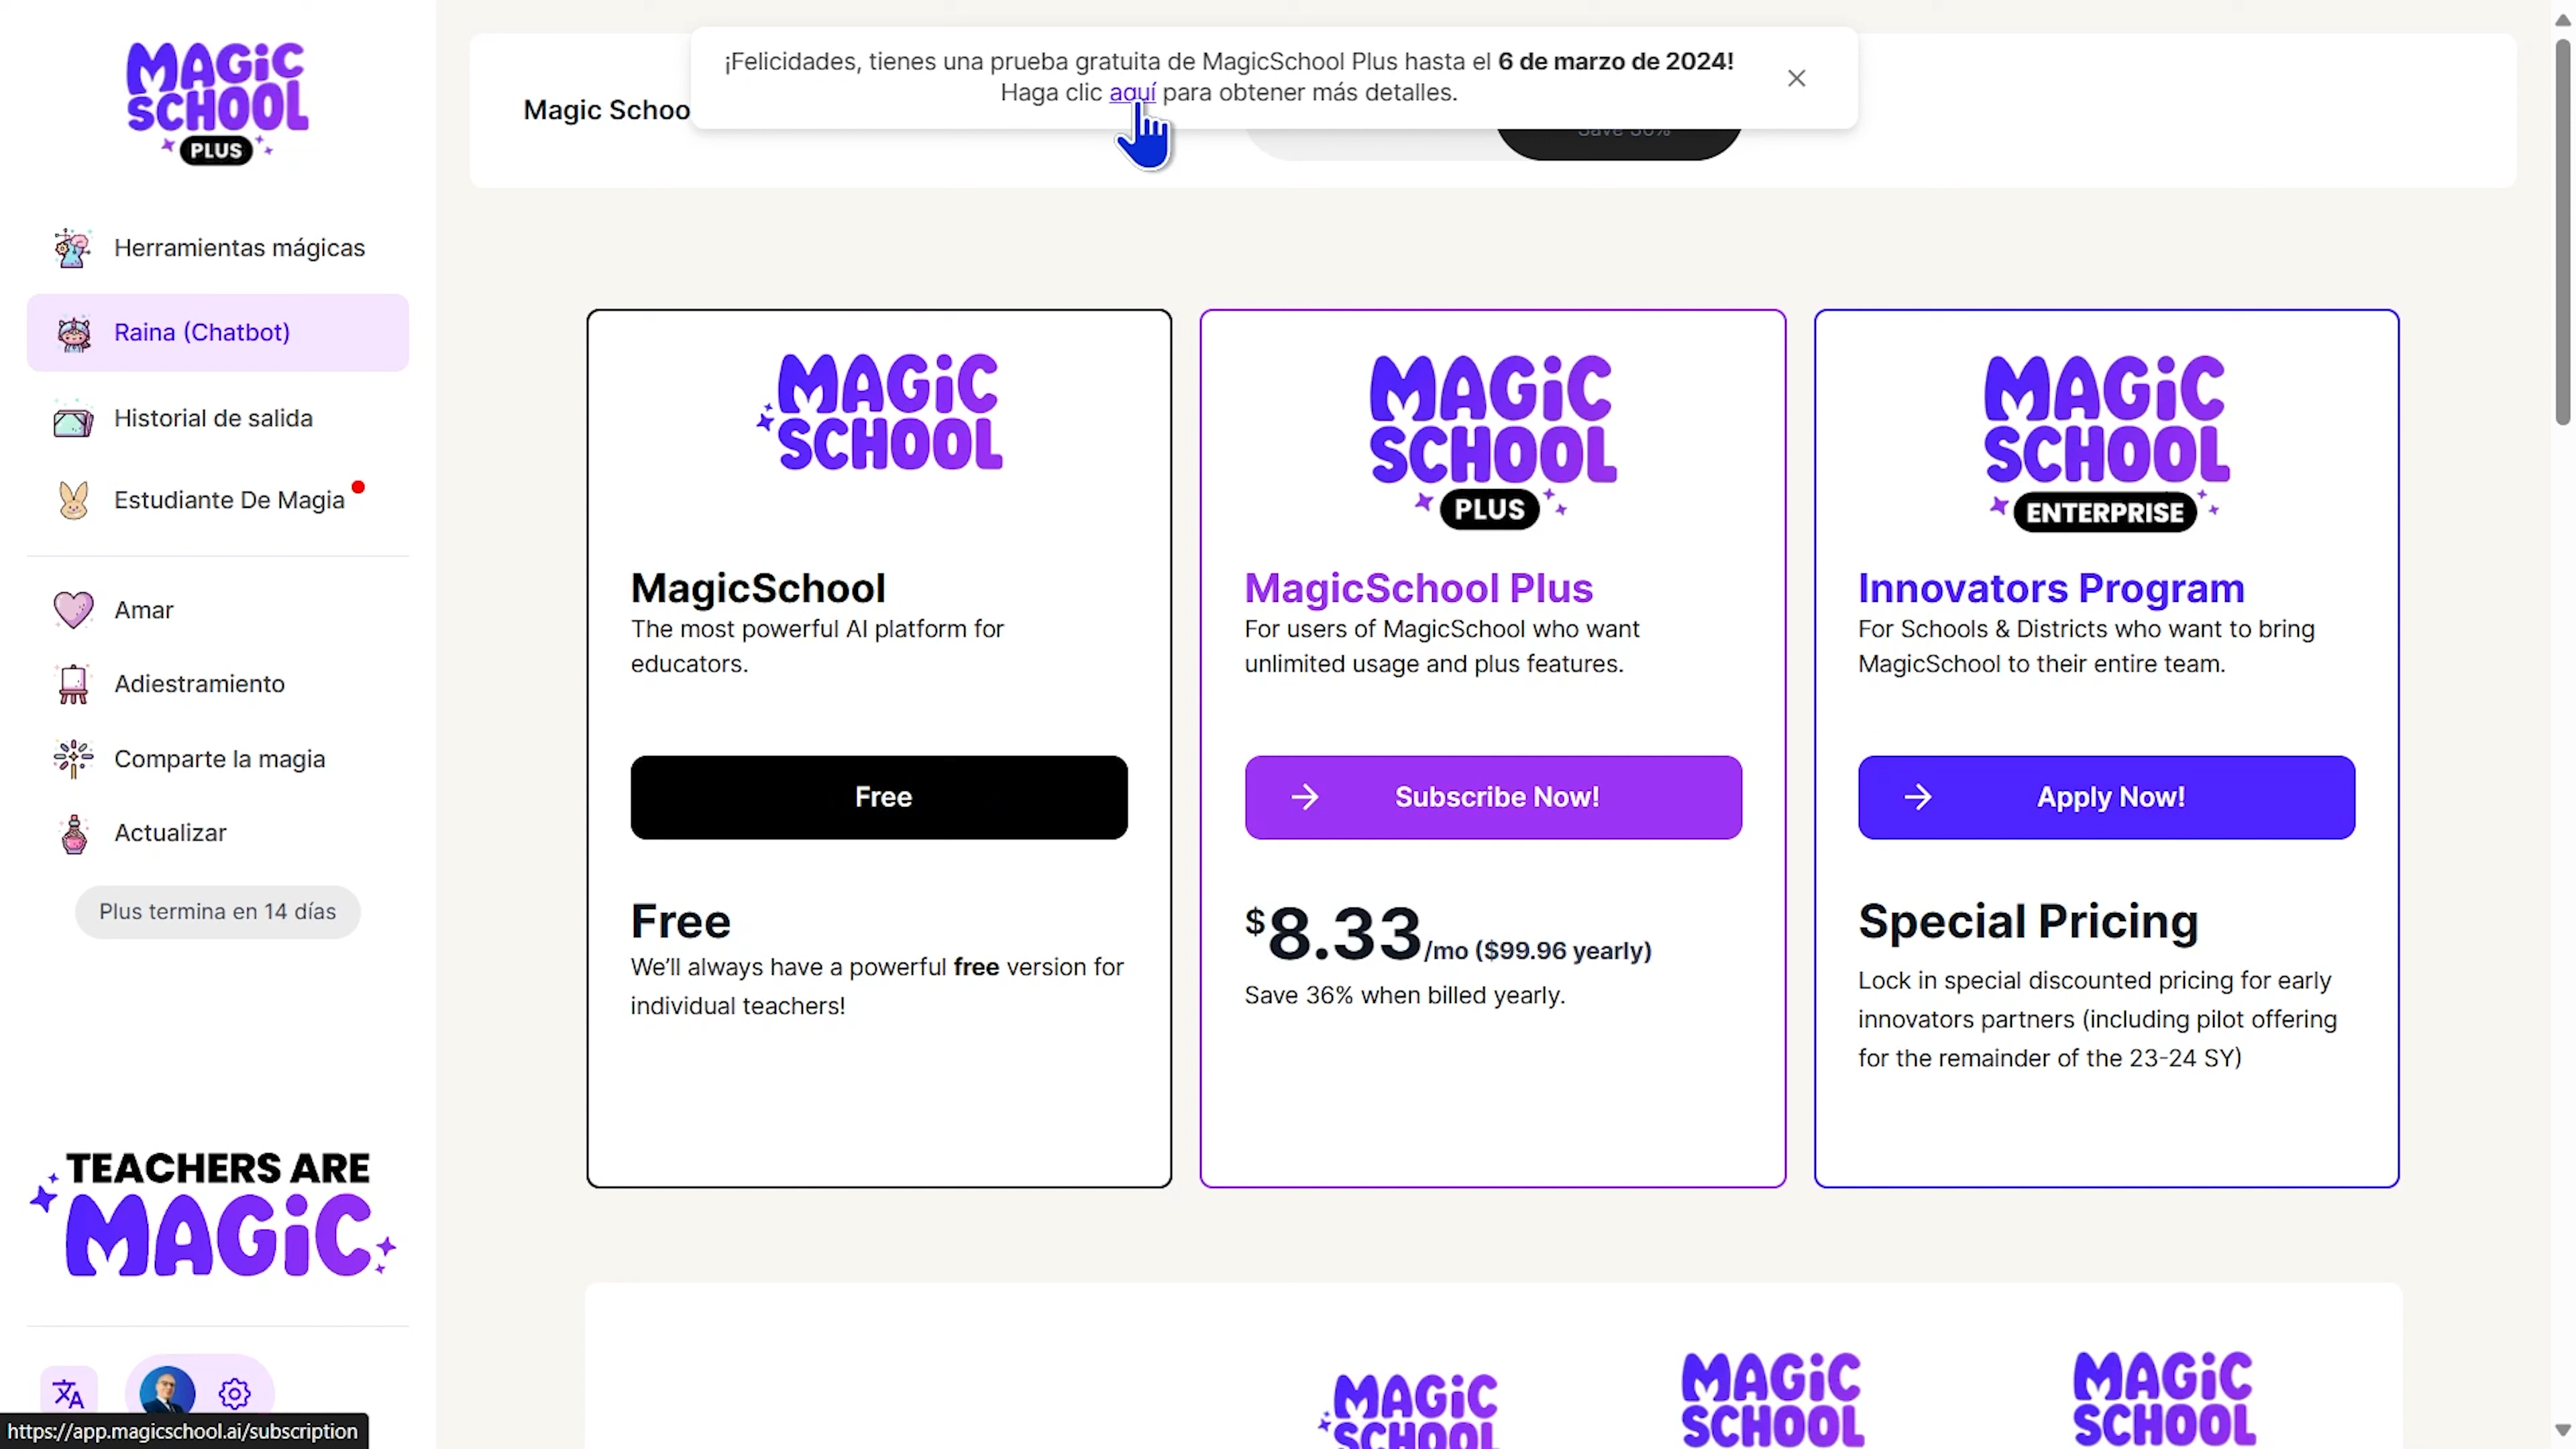 MAGiC
SCHOOL
PLUS
Herramientas mágicas
Raina (Chatbot)
Historial de salida
Estudiante De Magia
Amar
Adiestramiento
Comparte la magia
Actualizar
Plus termina en 14 días
TEACHERS ARE
MAGiC
https://app.magicschool.ai/subscription
¡Felicidades, tienes una prueba gratuita de MagicSchool Plus hasta el 6 de marzo de 2024!
Haga clic aquí para obtener más detalles.
Magic Schoo
Save 36%
MAGiC
SCHOOL
MagicSchool
The most powerful AI platform for
educators.
Free
Free
We'll always have a powerful free version for
individual teachers!
MAGiC
SCHOOL
PLUS
MagicSchool Plus
For users of MagicSchool who want
unlimited usage and plus features.
Subscribe Now!
$8.33/mo ($99.96 yearly)
Save 36% when billed yearly.
MAGiC
SCHOOL
ENTERPRISE
Innovators Program
For Schools & Districts who want to bring
MagicSchool to their entire team.
Apply Now!
Special Pricing
Lock in special discounted pricing for early
innovators partners (including pilot offering
for the remainder of the 23-24 SY)
MAGiC
SCHOOL
MAGiC
SCHOOL
MAGiC
SCHOOL